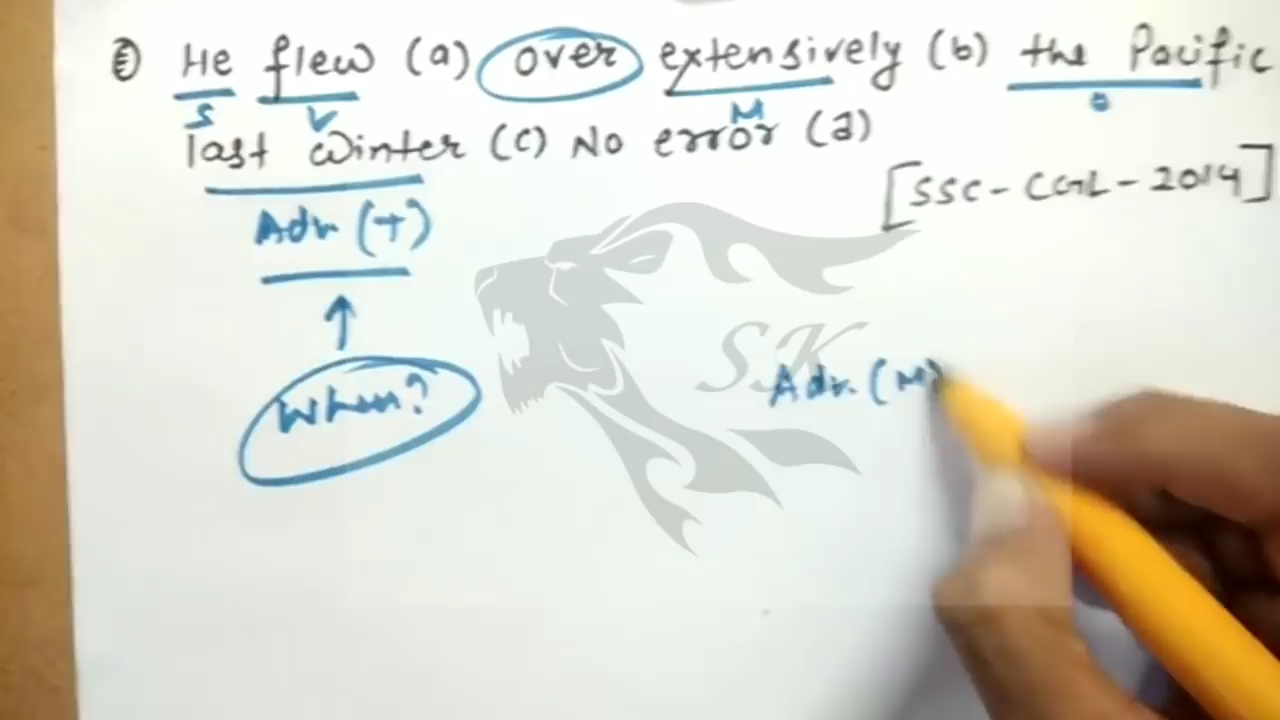 He flew (a) over extensively (b) the Pacific
S V M O
last winter (c) No error (d)
[SSC-CGL-2014]
Adv (T)
SK
Adv. (M)
When?